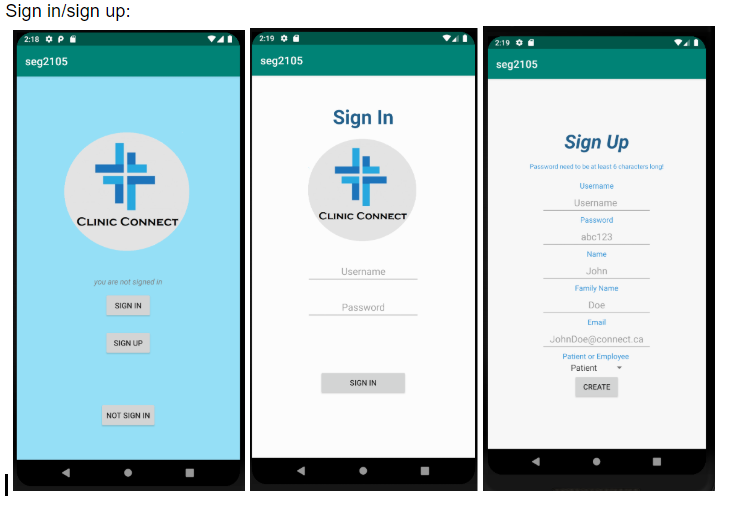 Sign in/sign up:
2:18
seg2105
CLINIC CONNECT
you are not signed in
SIGN IN
SIGN UP
NOT SIGN IN
2:19
seg2105
Sign In
CLINIC CONNECT
Username
Password
SIGN IN
2:19
seg2105
Sign Up
Password need to be at least 6 characters long!
Username
Username
Password
abc123
Name
John
Family Name
Doe
Email
JohnDoe@connect.ca
Patient or Employee
Patient
CREATE